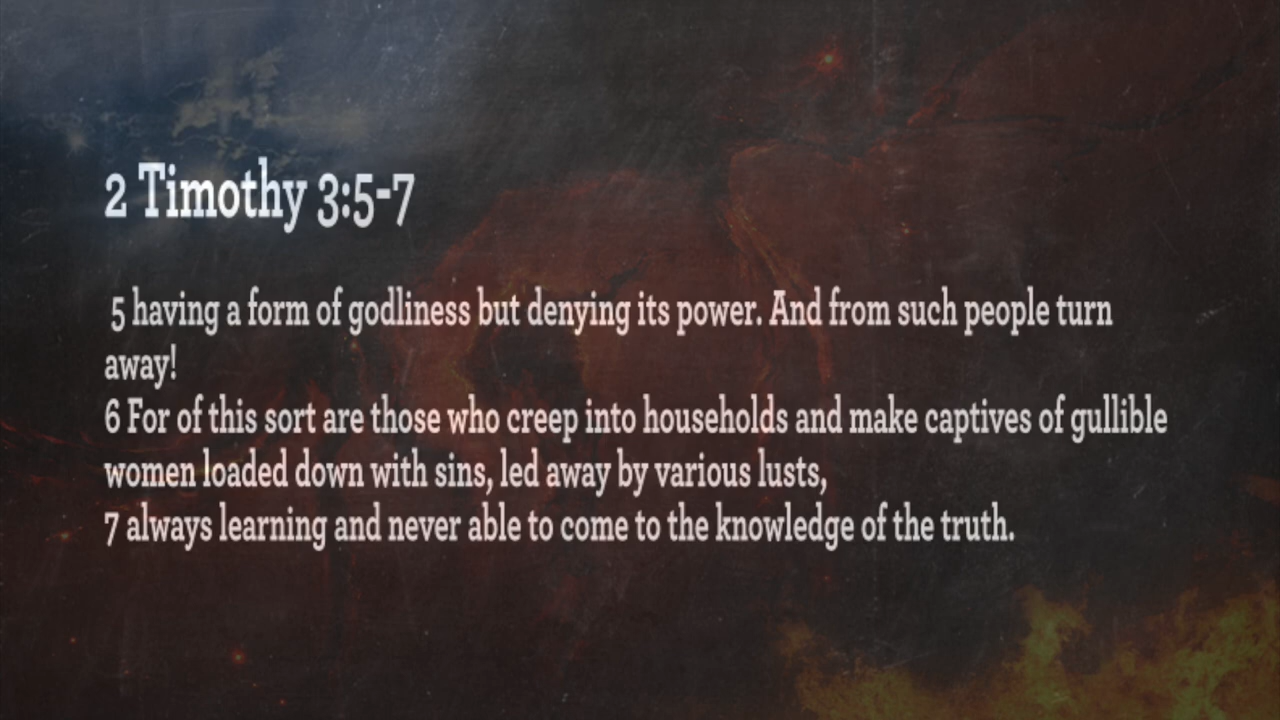 2 Timothy 3:5-7
5 having a form of godliness but denying its power. And from such people turn
away!
6 For of this sort are those who creep into households and make captives of gullible
women loaded down with sins, led away by various lusts,
7 always learning and never able to come to the knowledge of the truth.